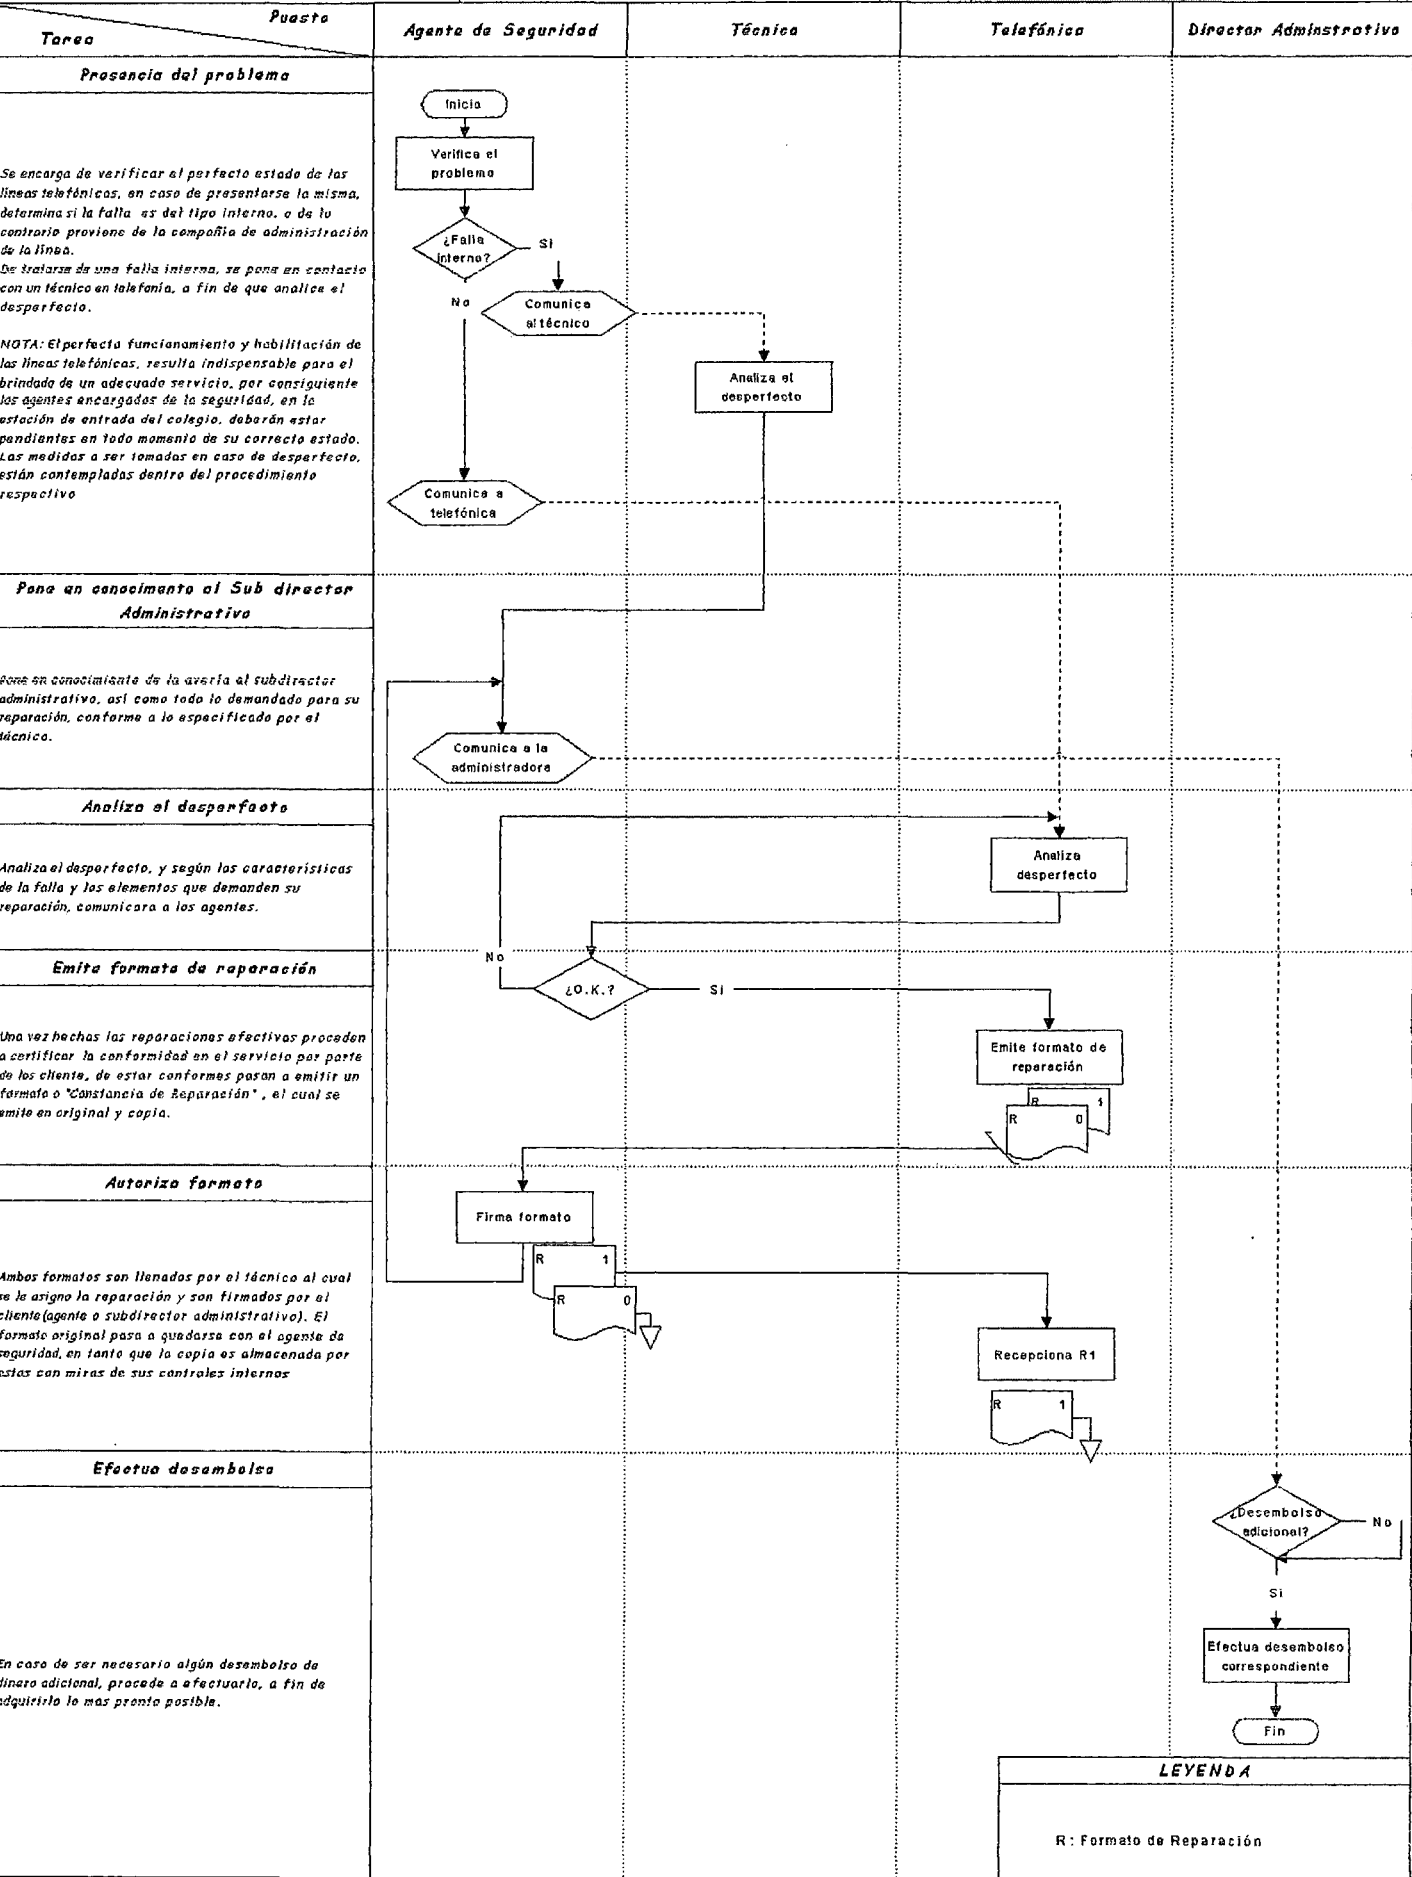 Puesto
Tarea
Agente de Seguridad
Técnico
Telefónica
Director Adminstrativo
Presencia del problema
Inicio
Verifica el
problema
¿Falla
interno?
Si
No
Comunica
al técnico
Analiza el
desperfecto
Comunica a
telefónica
Se encarga de verificar el perfecto estado de las
líneas telefónicas, en caso de presentarse la misma,
determina si la falla es del tipo interno, o de lo
contrario proviene de la compañía de administración
de la línea.
De tratarse de una falla interna, se pone en contacto
con un técnico en telefonía, a fin de que analice el
desperfecto.
NOTA: El perfecto funcionamiento y habilitación de
las líneas telefónicas, resulta indispensable para el
brindado de un adecuado servicio, por consiguiente
los agentes encargados de la seguridad, en la
estación de entrada del colegio, deberán estar
pendientes en todo momento de su correcto estado.
Las medidas a ser tomadas en caso de desperfecto,
están contempladas dentro del procedimiento
respectivo
Pone en conocimento al Sub director
Administrativo
Pone en conocimiento de la avería al subdirector
administrativo, así como todo lo demandado para su
reparación, conforme a lo especificado por el
técnico.
Comunica a la
administradora
Analiza el desperfecto
Analiza el desperfecto, y según las características
de la falla y los elementos que demanden su
reparación, comunicara a los agentes.
Analiza
desperfecto
Emite formato de reparación
No
¿O.K.?
Si
Una vez hechas las reparaciones efectivas proceden
a certificar la conformidad en el servicio por parte
de los cliente, de estar conformes pasan a emitir un
formato o "Constancia de Reparación", el cual se
emite en original y copia.
Emite formato de
reparación
R 1
R 0
Autoriza formato
Firma formato
R 1
R 0
Ambos formatos son llenados por el técnico al cual
se le asigno la reparación y son firmados por el
cliente(agente o subdirector administrativo). El
formato original pasa a quedarse con el agente de
seguridad, en tanto que la copia es almacenada por
estos con miras de sus controles internos
Recepciona R1
R 1
Efectua desembolso
¿Desembolso
adicional?
No
Si
Efectua desembolso
correspondiente
En caso de ser necesario algún desembolso de
dinero adicional, procede a efectuarlo, a fin de
adquirirlo lo mas pronto posible.
Fin
LEYENDA
R: Formato de Reparación